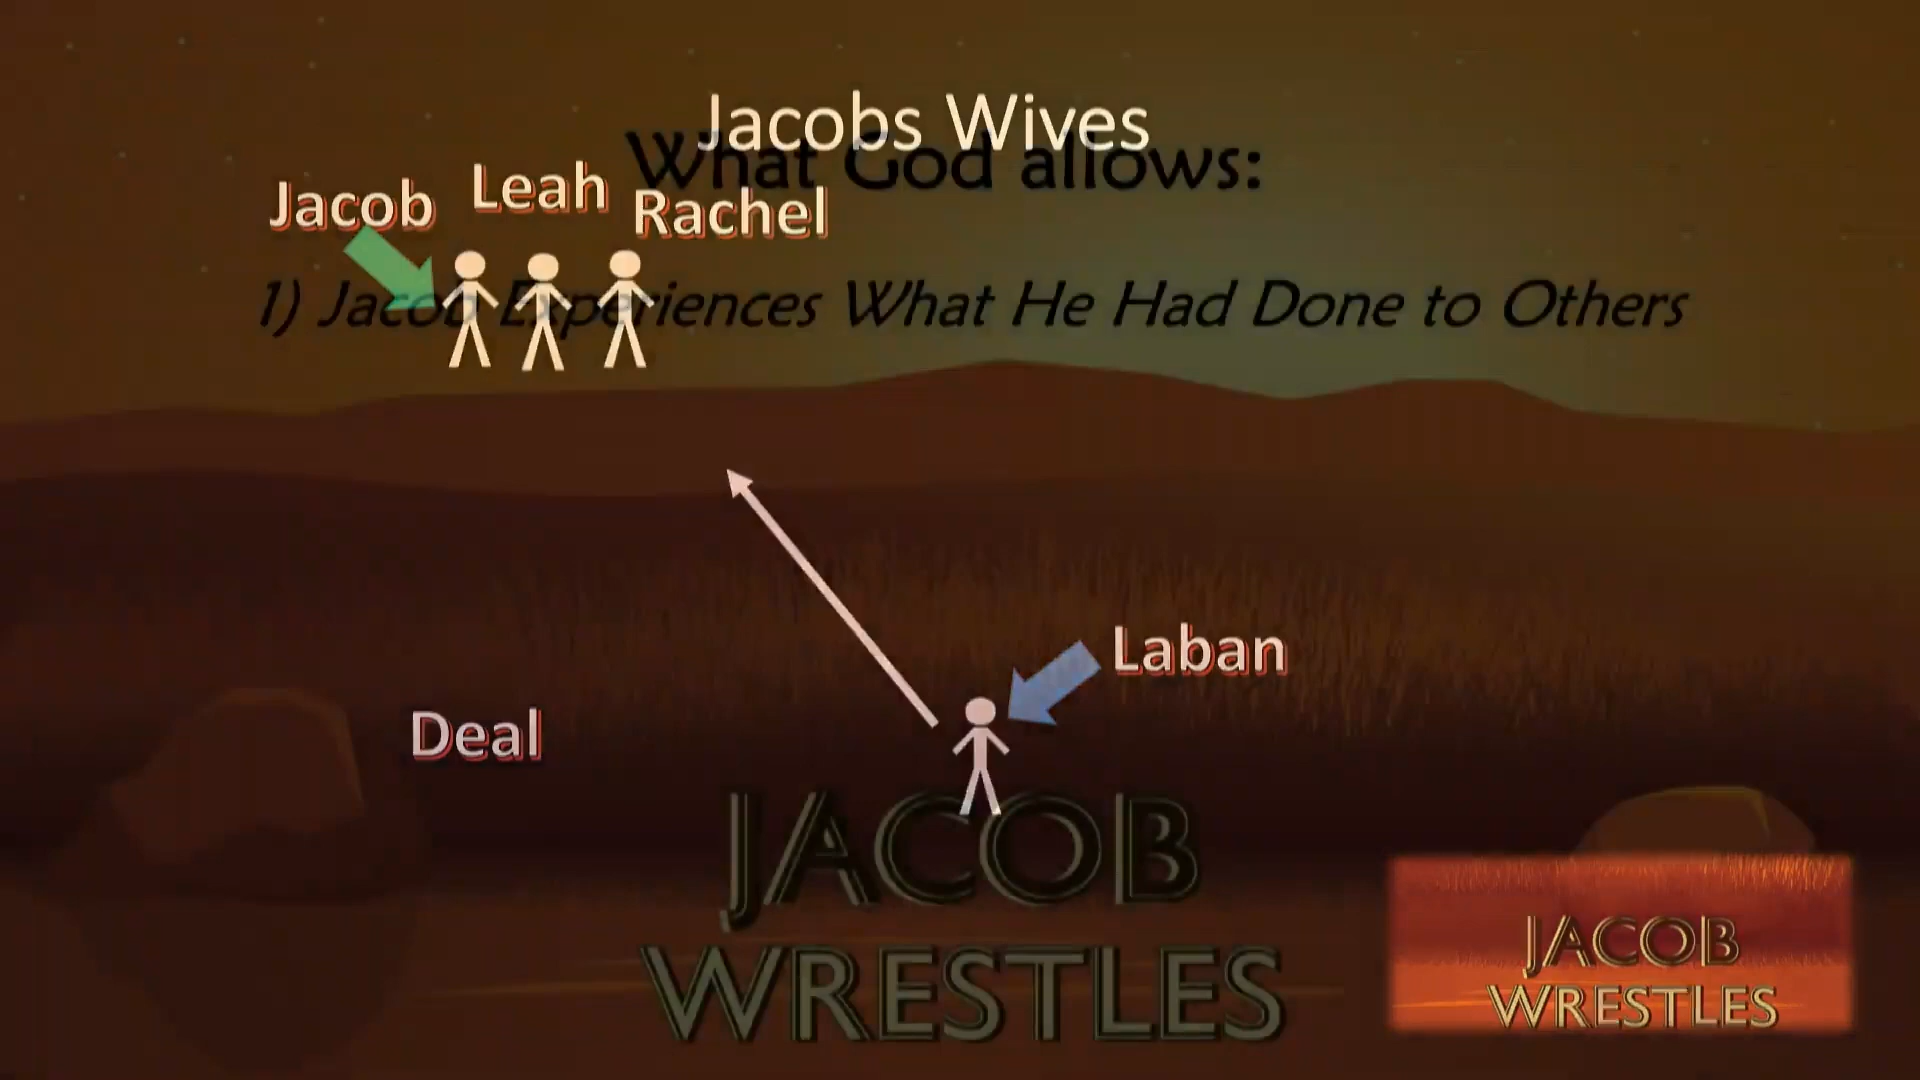 Jacobs Wives
What God allows:
Jacob
Leah
Rachel
1) Jacob Experiences What He Had Done to Others
Laban
Deal
JACOB
WRESTLES
JACOB
WRESTLES